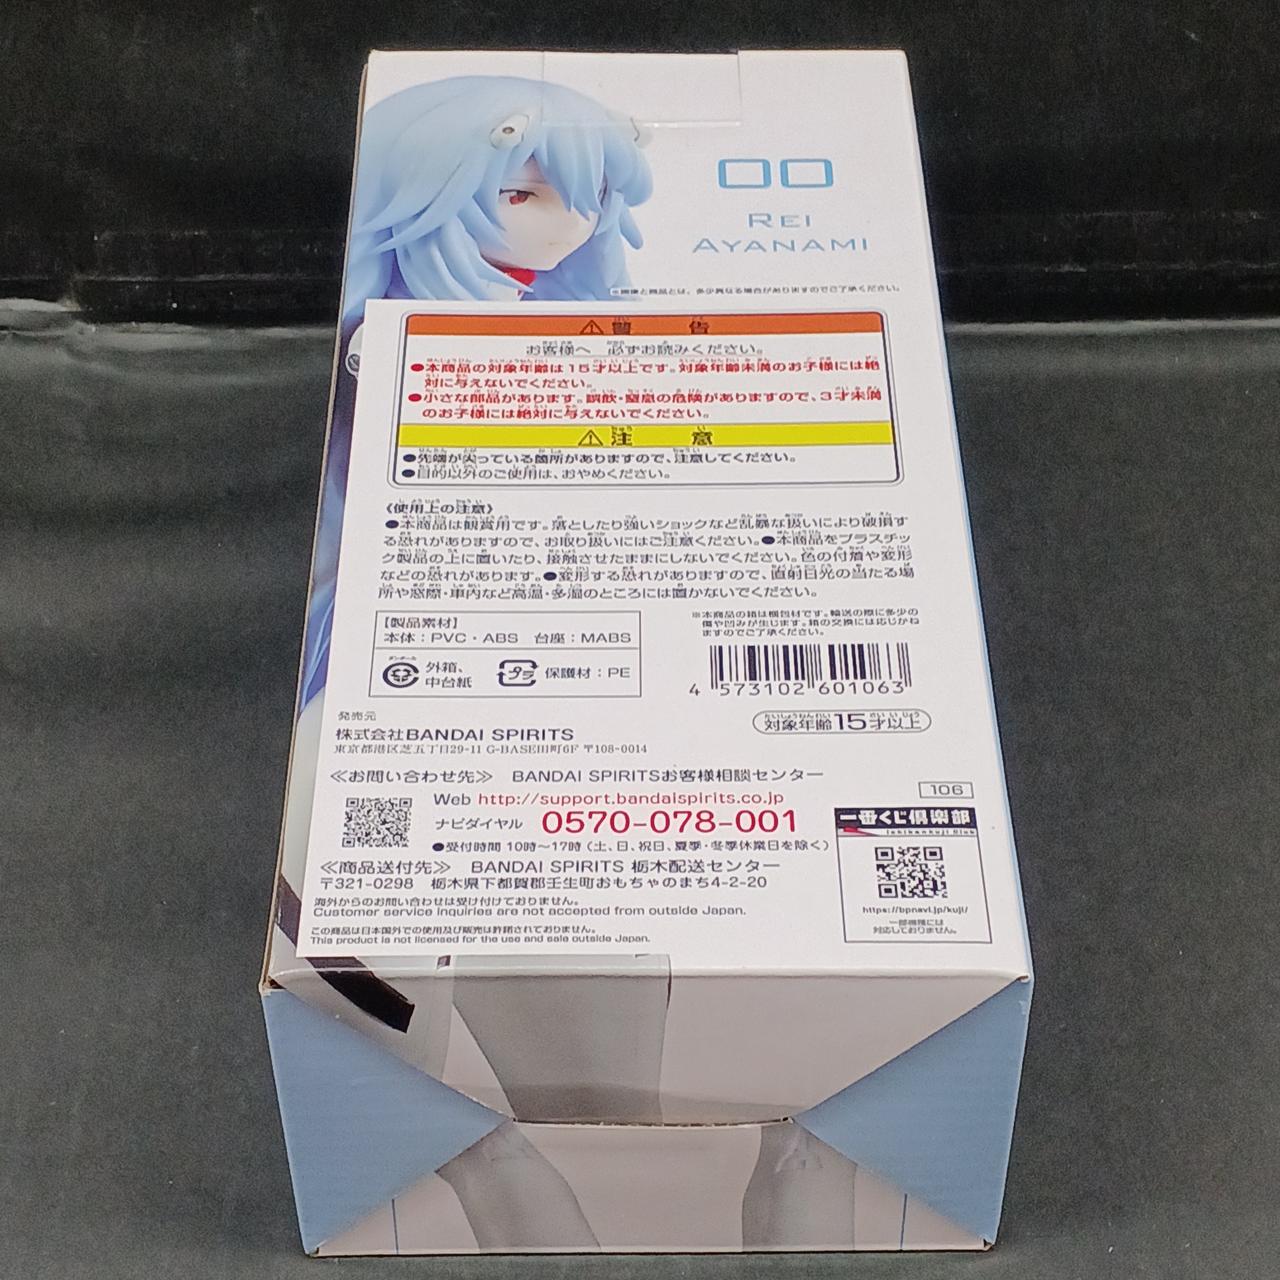 00
REI
AYANAMI
※画像と商品とは、多少異なる場合がありますのでご了承ください。
⚠警告
お客様へ 必ずお読みください。
●本商品の対象年齢は15才以上です。対象年齢未満のお子様には絶
対に与えないでください。
●小さな部品があります。誤飲・窒息の危険がありますので、3才未満
のお子様には絶対に与えないでください。
⚠注意
●先端が尖っている箇所がありますので、注意してください。
●目的以外のご使用は、おやめください。
《使用上の注意》
●本商品は観賞用です。落としたり強いショックなど乱暴な扱いにより破損す
る恐れがありますので、お取り扱いにはご注意ください。●本商品をプラスチッ
ク製品の上に置いたり、接触させたままにしないでください。色の付着や変形
などの恐れがあります。●変形する恐れがありますので、直射日光の当たる場
所や窓際・車内など高温・多湿のところには置かないでください。
【製品素材】
本体：PVC・ABS 台座：MABS
ダンボール
外箱、
中台紙
プラ
保護材：PE
※本商品の箱は梱包材です。輸送の際に多少の
傷や凹みが生じます。箱の交換には応じかね
ますのでご了承ください。
4 573102 601063
対象年齢15才以上
発売元
株式会社BANDAI SPIRITS
東京都港区芝五丁目29-11 G-BASE田町6F 〒108-0014
≪お問い合わせ先≫ BANDAI SPIRITSお客様相談センター
Web http://support.bandaispirits.co.jp
ナビダイヤル 0570-078-001
●受付時間 10時～17時（土、日、祝日、夏季・冬季休業日を除く）
≪商品送付先≫ BANDAI SPIRITS 栃木配送センター
〒321-0298 栃木県下都賀郡壬生町おもちゃのまち4-2-20
海外からのお問い合わせは受け付けておりません。
Customer service inquiries are not accepted from outside Japan.
この商品は日本国外での使用及び販売は許諾されておりません。
This product is not licensed for the use and sale outside Japan.
106
一番くじ倶楽部
Ichibankuji Club
https://bpnavi.jp/kuji/
一部機種には
対応しておりません。